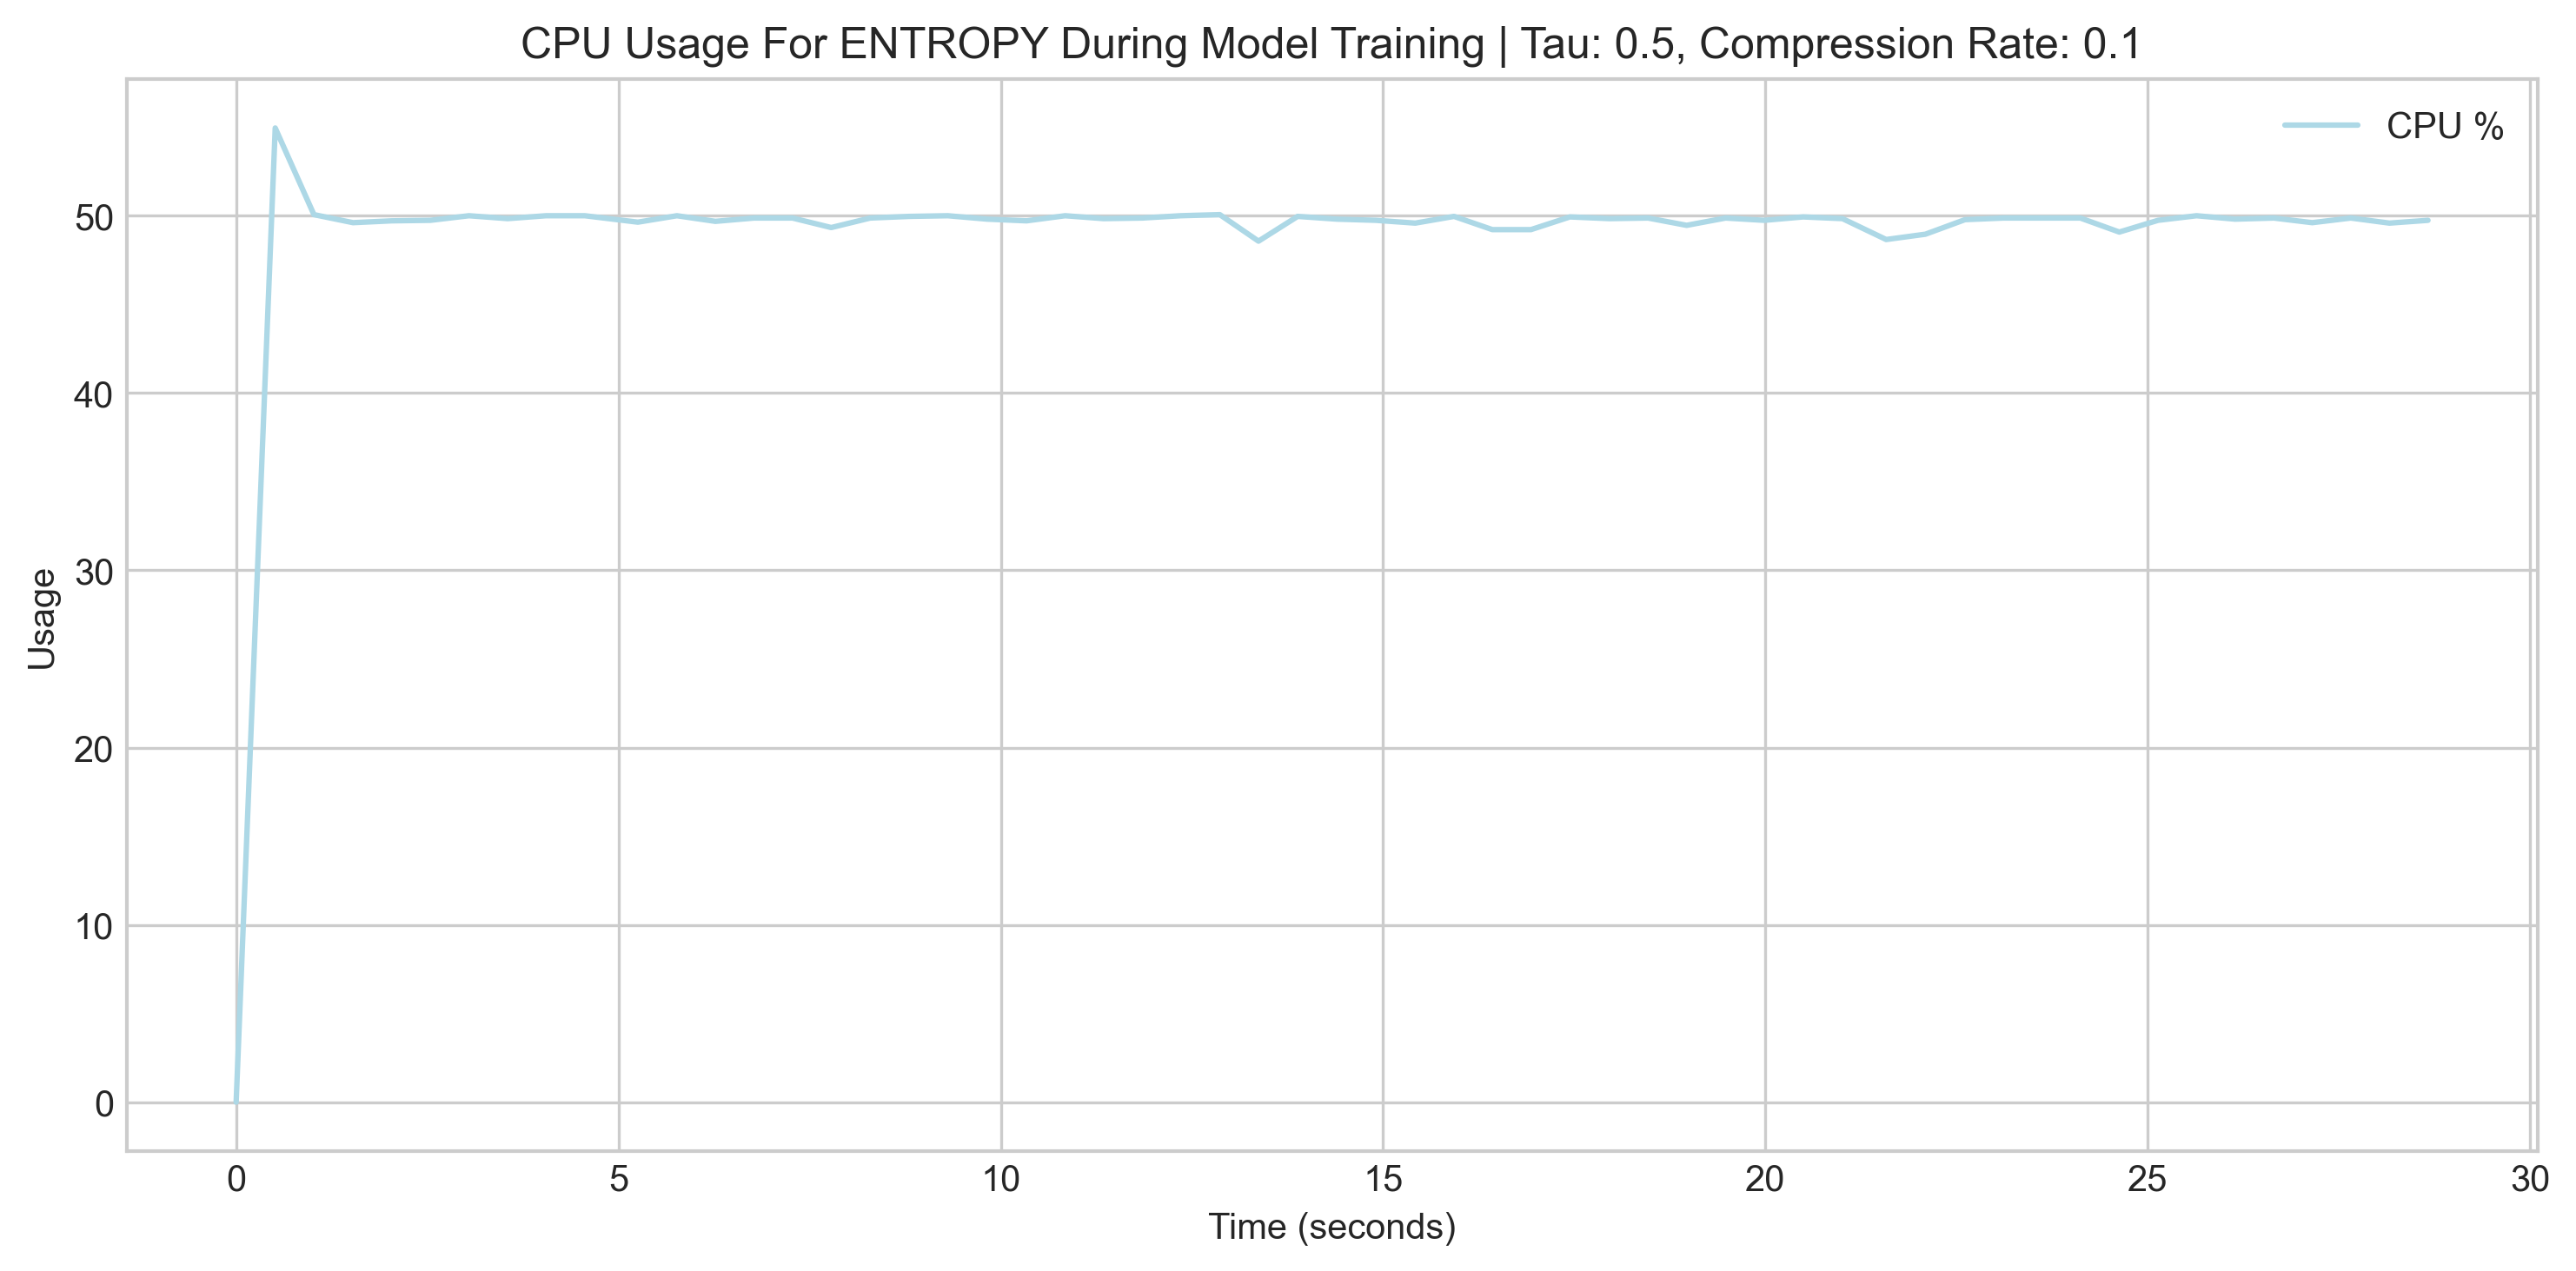 CPU Usage For ENTROPY During Model Training | Tau: 0.5, Compression Rate: 0.1
CPU %
50
40
30
20
10
0
Usage
0 5 10 15 20 25 30
Time (seconds)